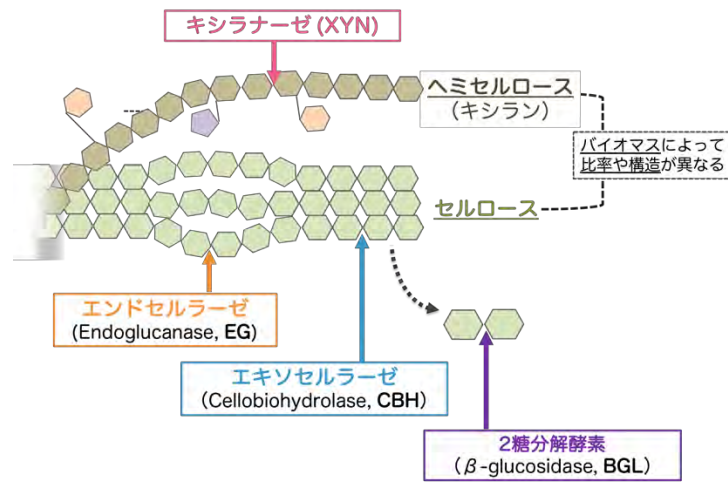 キシラナーゼ (XYN)
ヘミセルロース
（キシラン）
バイオマスによって
比率や構造が異なる
セルロース
エンドセルラーゼ
(Endoglucanase, EG)
エキソセルラーゼ
（Cellobiohydrolase, CBH）
2糖分解酵素
（β-glucosidase, BGL）